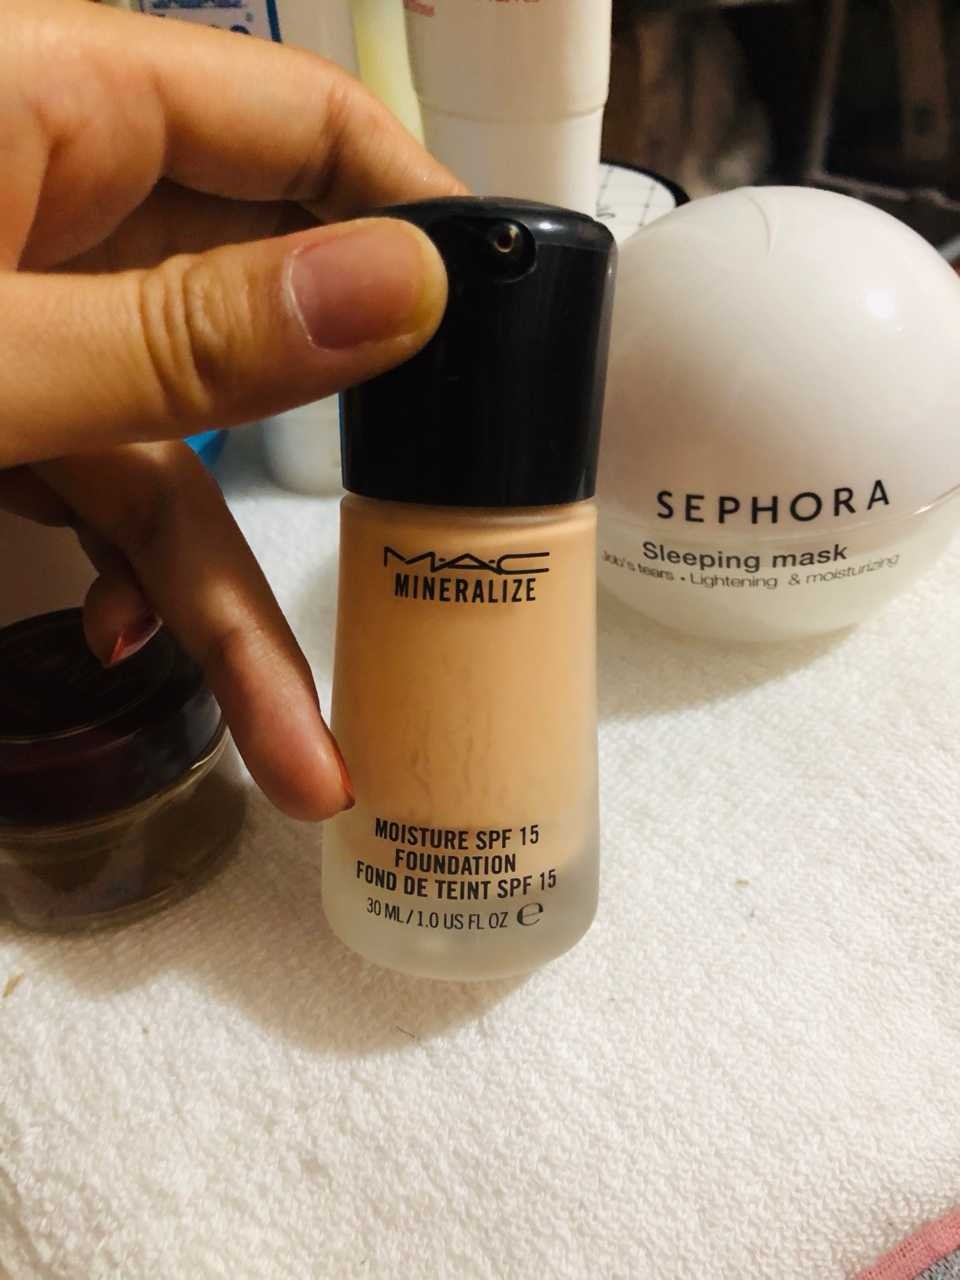 M·A·C
MINERALIZE
MOISTURE SPF 15
FOUNDATION
FOND DE TEINT SPF 15
30 ML / 1.0 US FL OZ e
SEPHORA
Sleeping mask
Job's tears • Lightening & moisturizing